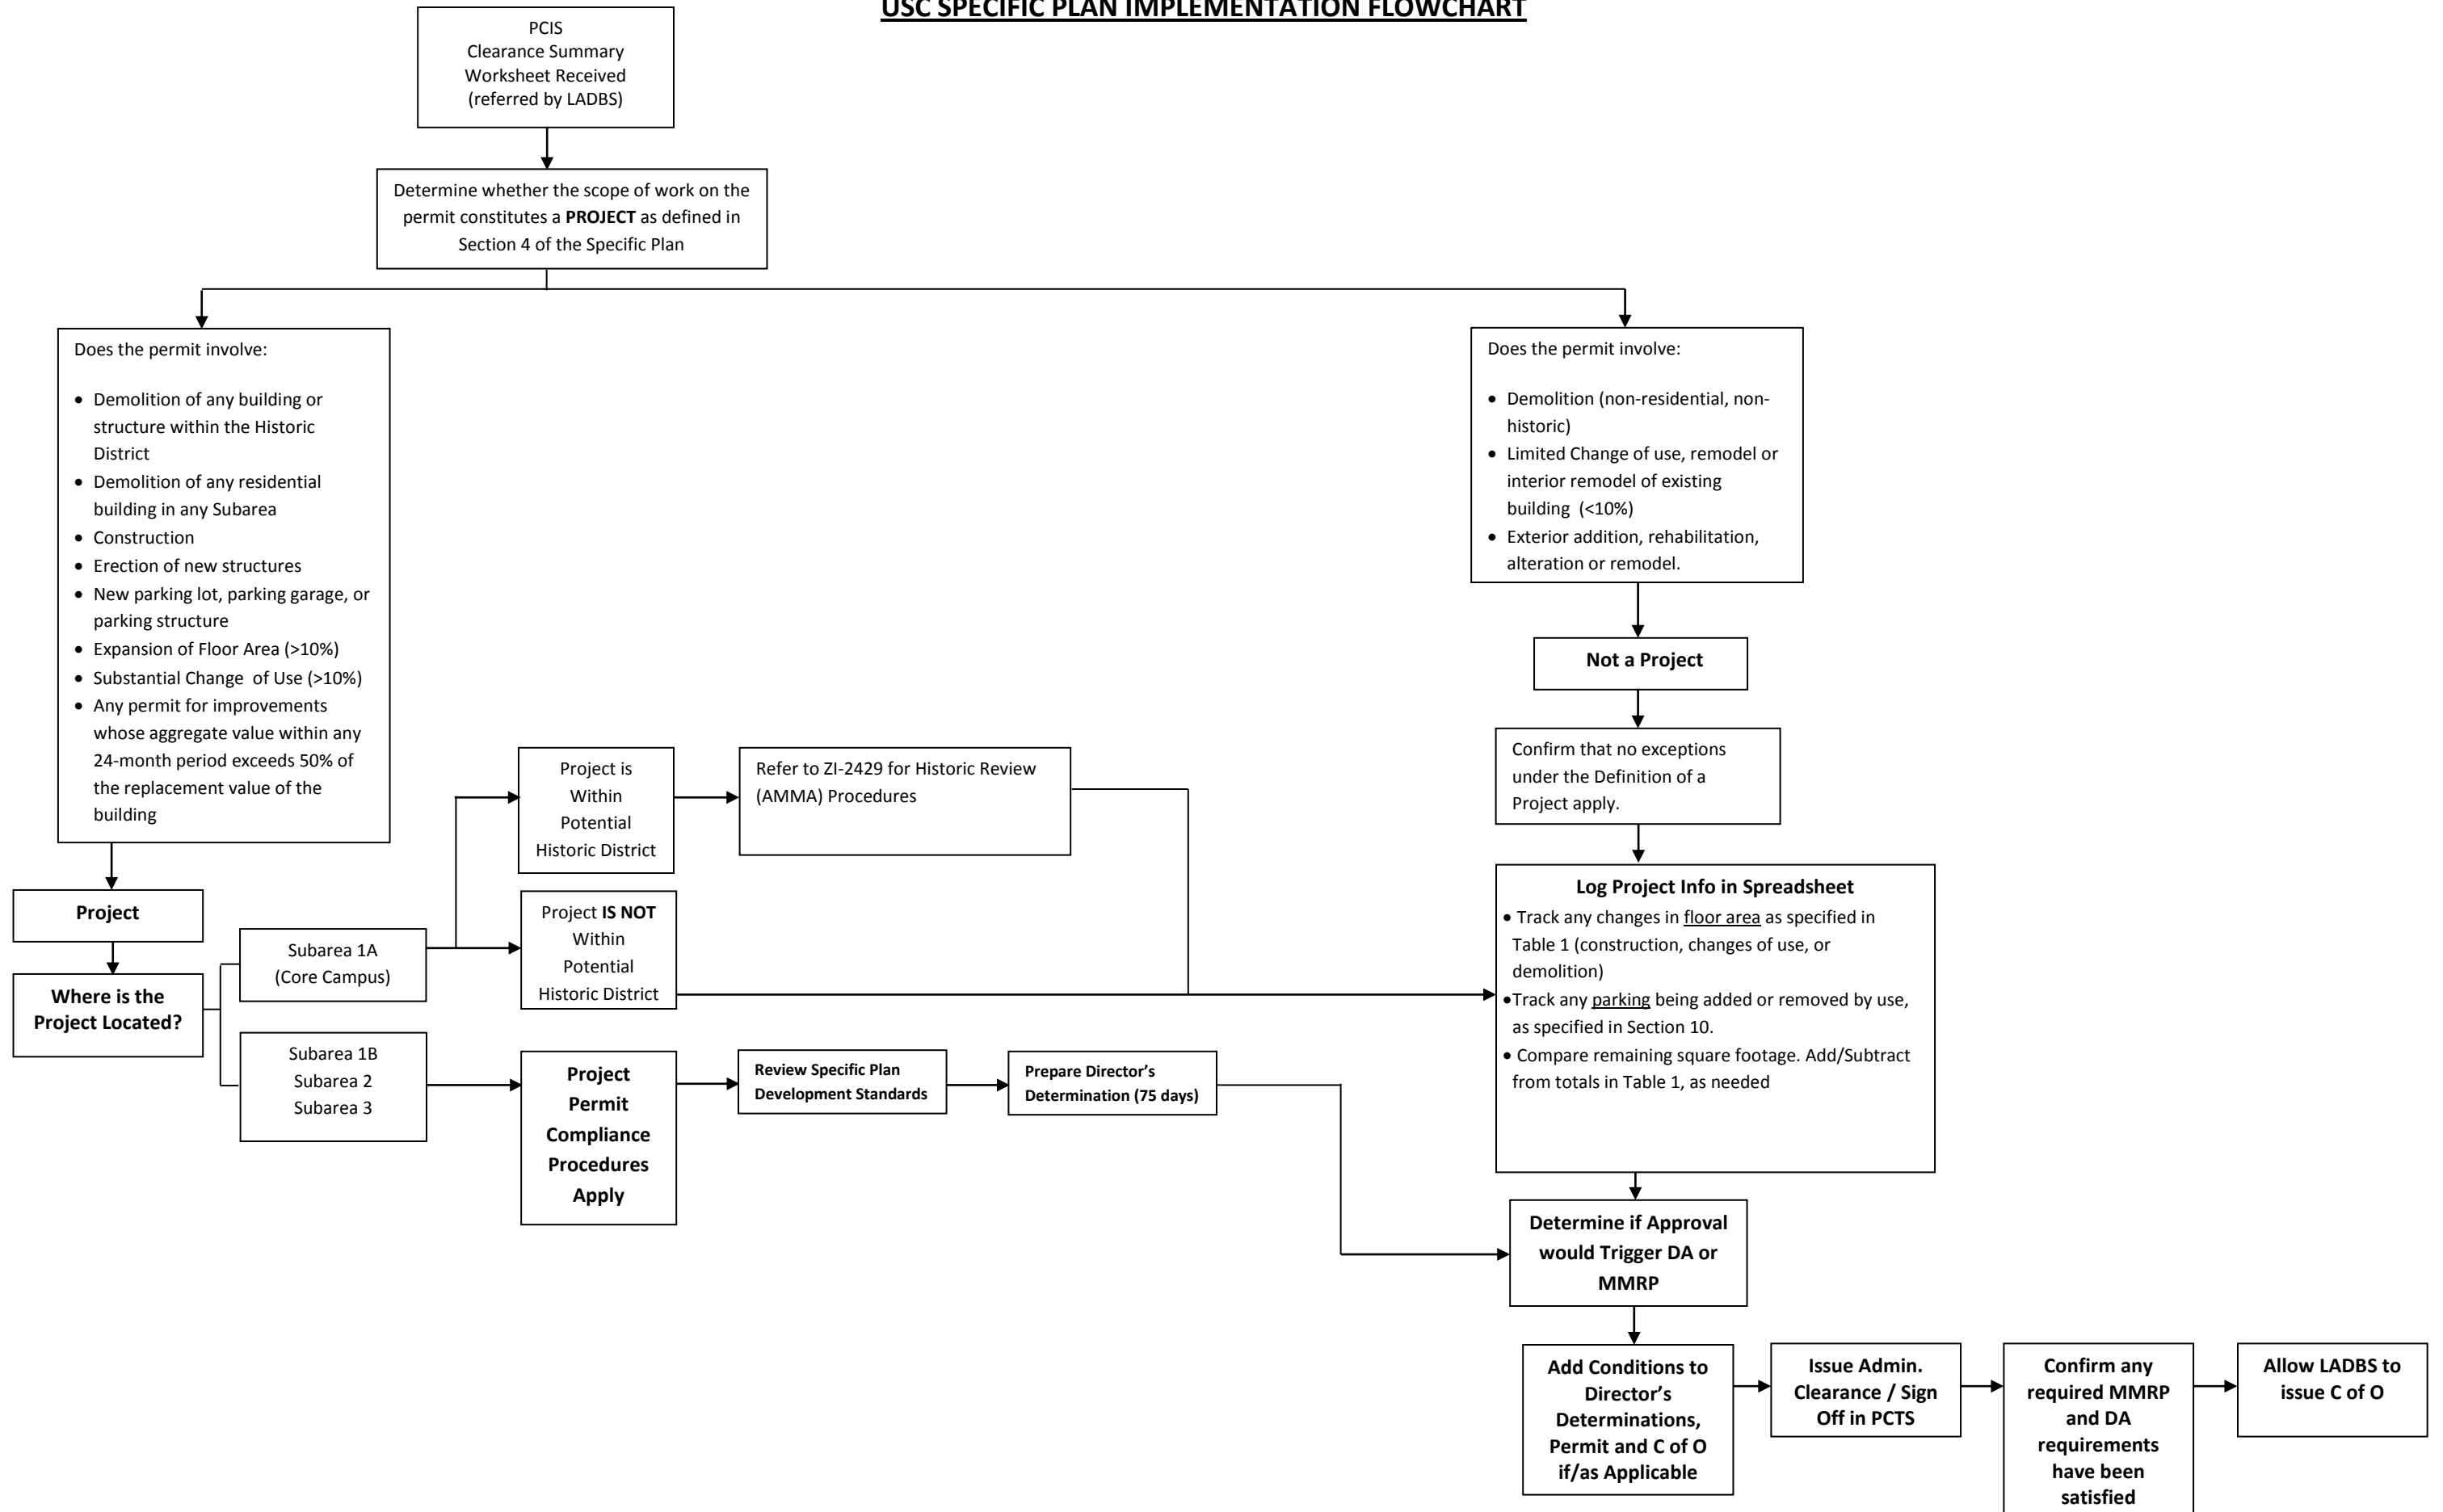 USC SPECIFIC PLAN IMPLEMENTATION FLOWCHART
PCIS
Clearance Summary
Worksheet Received
(referred by LADBS)
Determine whether the scope of work on the
permit constitutes a PROJECT as defined in
Section 4 of the Specific Plan
Does the permit involve:
• Demolition of any building or
structure within the Historic
District
• Demolition of any residential
building in any Subarea
• Construction
• Erection of new structures
• New parking lot, parking garage, or
parking structure
• Expansion of Floor Area (>10%)
• Substantial Change of Use (>10%)
• Any permit for improvements
whose aggregate value within any
24-month period exceeds 50% of
the replacement value of the
building
Project
Where is the
Project Located?
Subarea 1A
(Core Campus)
Subarea 1B
Subarea 2
Subarea 3
Project is
Within
Potential
Historic District
Refer to ZI-2429 for Historic Review
(AMMA) Procedures
Project IS NOT
Within
Potential
Historic District
Project
Permit
Compliance
Procedures
Apply
Review Specific Plan
Development Standards
Prepare Director's
Determination (75 days)
Does the permit involve:
• Demolition (non-residential, non-
historic)
• Limited Change of use, remodel or
interior remodel of existing
building (<10%)
• Exterior addition, rehabilitation,
alteration or remodel.
Not a Project
Confirm that no exceptions
under the Definition of a
Project apply.
Log Project Info in Spreadsheet
• Track any changes in floor area as specified in
Table 1 (construction, changes of use, or
demolition)
•Track any parking being added or removed by use,
as specified in Section 10.
• Compare remaining square footage. Add/Subtract
from totals in Table 1, as needed
Determine if Approval
would Trigger DA or
MMRP
Add Conditions to
Director's
Determinations,
Permit and C of O
if/as Applicable
Issue Admin.
Clearance / Sign
Off in PCTS
Confirm any
required MMRP
and DA
requirements
have been
satisfied
Allow LADBS to
issue C of O